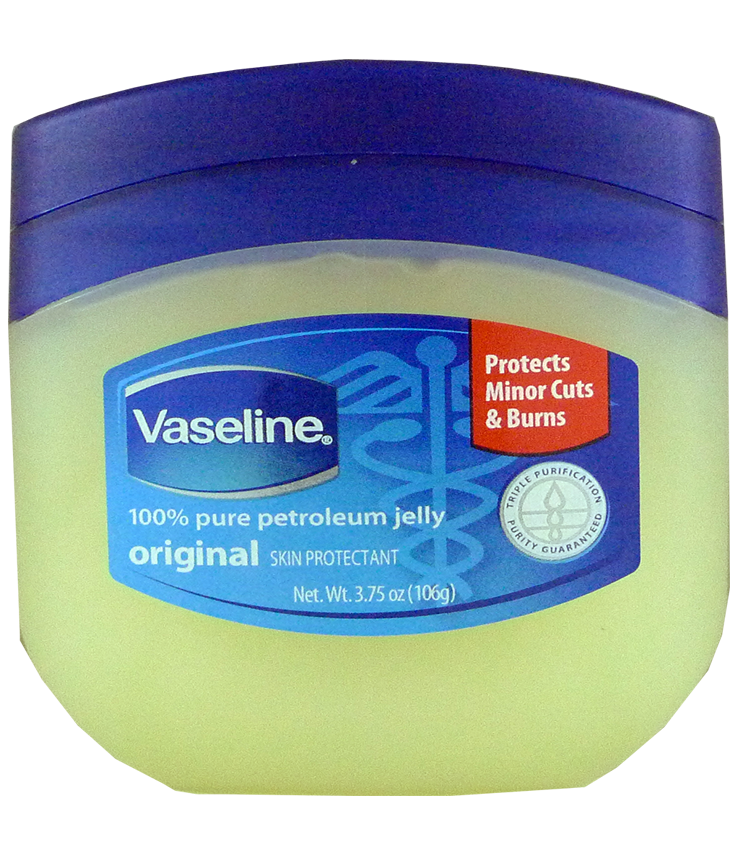 Vaseline®
100% pure petroleum jelly
original SKIN PROTECTANT
Net. Wt. 3.75 oz (106g)
Protects
Minor Cuts
& Burns
TRIPLE PURIFICATION
PURITY GUARANTEED